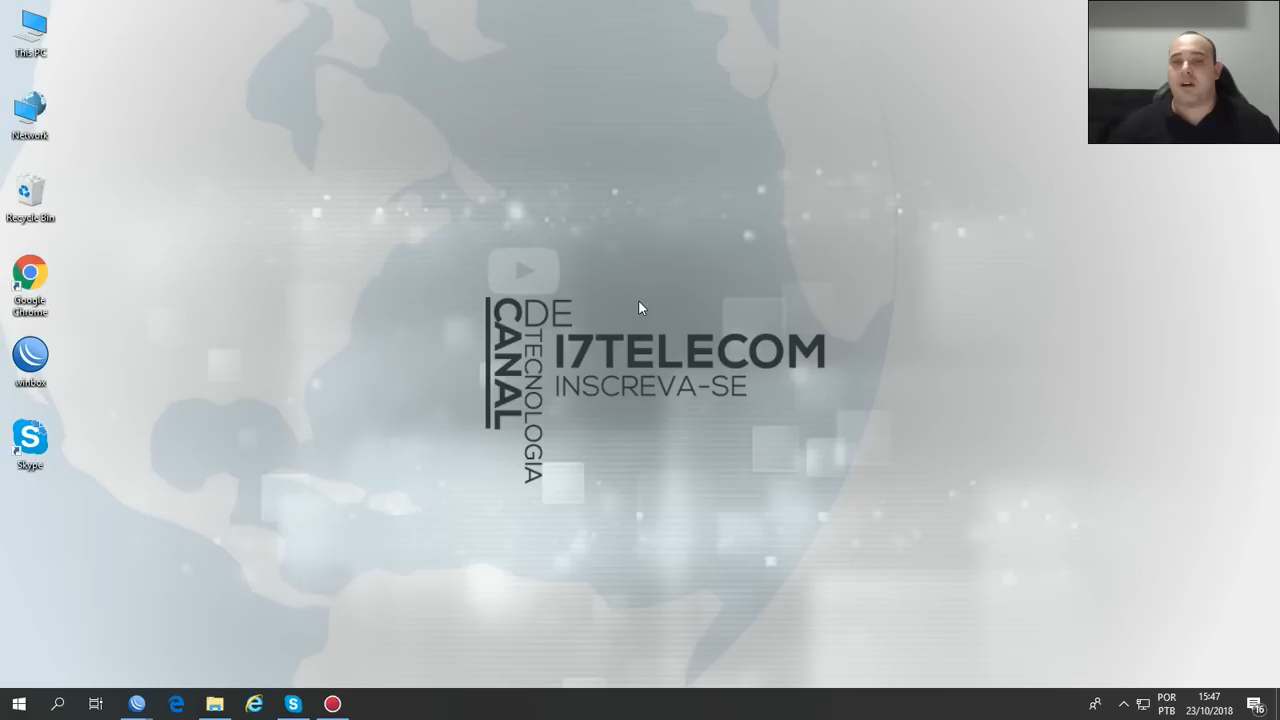 This PC
Network
Recycle Bin
Google
Chrome
winbox
Skype
CANAL
DE
TECNOLOGIA
I7TELECOM
INSCREVA-SE
POR
PTB
15:47
23/10/2018
16